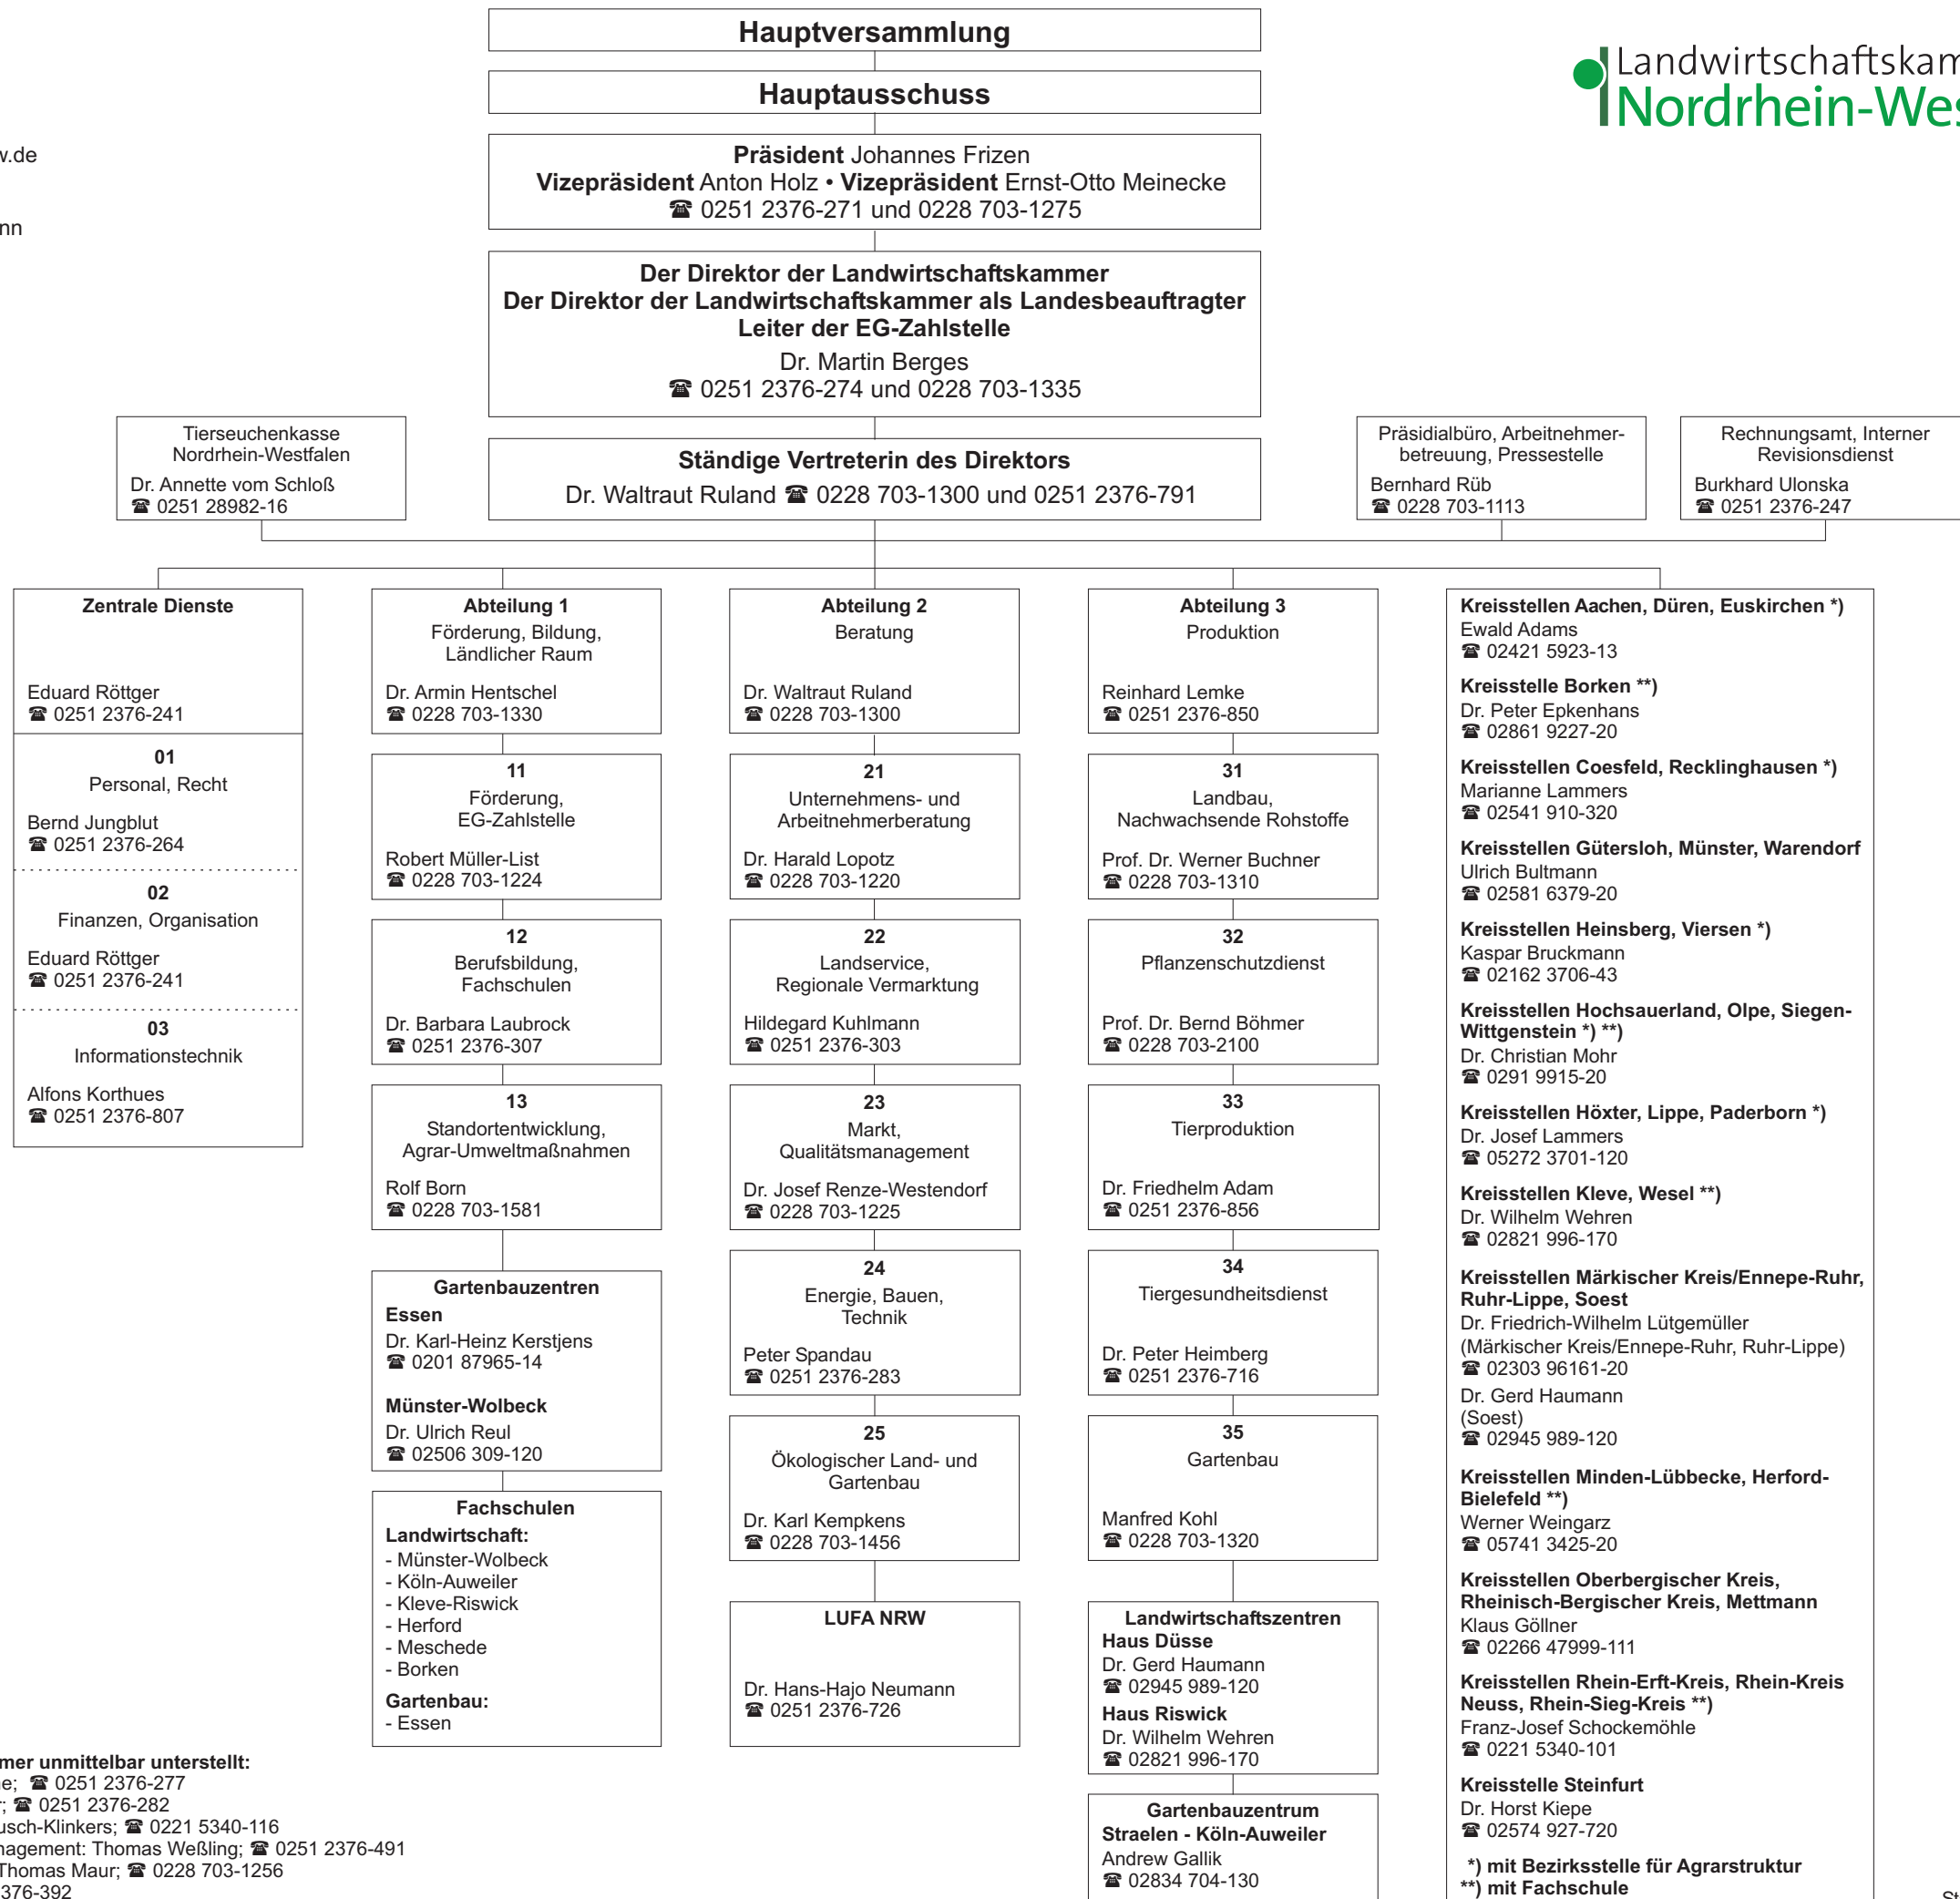 Hauptversammlung
Hauptausschuss
Landwirtschaftskam
Nordrhein-Wes
w.de
nn
Präsident Johannes Frizen
Vizepräsident Anton Holz • Vizepräsident Ernst-Otto Meinecke
☎ 0251 2376-271 und 0228 703-1275
Der Direktor der Landwirtschaftskammer
Der Direktor der Landwirtschaftskammer als Landesbeauftragter
Leiter der EG-Zahlstelle
Dr. Martin Berges
☎ 0251 2376-274 und 0228 703-1335
Tierseuchenkasse
Nordrhein-Westfalen
Dr. Annette vom Schloß
☎ 0251 28982-16
Ständige Vertreterin des Direktors
Dr. Waltraut Ruland ☎ 0228 703-1300 und 0251 2376-791
Präsidialbüro, Arbeitnehmer-
betreuung, Pressestelle
Bernhard Rüb
☎ 0228 703-1113
Rechnungsamt, Interner
Revisionsdienst
Burkhard Ulonska
☎ 0251 2376-247
Zentrale Dienste
Eduard Röttger
☎ 0251 2376-241
01
Personal, Recht
Bernd Jungblut
☎ 0251 2376-264
02
Finanzen, Organisation
Eduard Röttger
☎ 0251 2376-241
03
Informationstechnik
Alfons Korthues
☎ 0251 2376-807
Abteilung 1
Förderung, Bildung,
Ländlicher Raum
Dr. Armin Hentschel
☎ 0228 703-1330
11
Förderung,
EG-Zahlstelle
Robert Müller-List
☎ 0228 703-1224
12
Berufsbildung,
Fachschulen
Dr. Barbara Laubrock
☎ 0251 2376-307
13
Standortentwicklung,
Agrar-Umweltmaßnahmen
Rolf Born
☎ 0228 703-1581
Gartenbauzentren
Essen
Dr. Karl-Heinz Kerstjens
☎ 0201 87965-14
Münster-Wolbeck
Dr. Ulrich Reul
☎ 02506 309-120
Fachschulen
Landwirtschaft:
- Münster-Wolbeck
- Köln-Auweiler
- Kleve-Riswick
- Herford
- Meschede
- Borken
Gartenbau:
- Essen
Abteilung 2
Beratung
Dr. Waltraut Ruland
☎ 0228 703-1300
21
Unternehmens- und
Arbeitnehmerberatung
Dr. Harald Lopotz
☎ 0228 703-1220
22
Landservice,
Regionale Vermarktung
Hildegard Kuhlmann
☎ 0251 2376-303
23
Markt,
Qualitätsmanagement
Dr. Josef Renze-Westendorf
☎ 0228 703-1225
24
Energie, Bauen,
Technik
Peter Spandau
☎ 0251 2376-283
25
Ökologischer Land- und
Gartenbau
Dr. Karl Kempkens
☎ 0228 703-1456
LUFA NRW
Dr. Hans-Hajo Neumann
☎ 0251 2376-726
Abteilung 3
Produktion
Reinhard Lemke
☎ 0251 2376-850
31
Landbau,
Nachwachsende Rohstoffe
Prof. Dr. Werner Buchner
☎ 0228 703-1310
32
Pflanzenschutzdienst
Prof. Dr. Bernd Böhmer
☎ 0228 703-2100
33
Tierproduktion
Dr. Friedhelm Adam
☎ 0251 2376-856
34
Tiergesundheitsdienst
Dr. Peter Heimberg
☎ 0251 2376-716
35
Gartenbau
Manfred Kohl
☎ 0228 703-1320
Landwirtschaftszentren
Haus Düsse
Dr. Gerd Haumann
☎ 02945 989-120
Haus Riswick
Dr. Wilhelm Wehren
☎ 02821 996-170
Gartenbauzentrum
Straelen - Köln-Auweiler
Andrew Gallik
☎ 02834 704-130
Kreisstellen Aachen, Düren, Euskirchen *)
Ewald Adams
☎ 02421 5923-13
Kreisstelle Borken **)
Dr. Peter Epkenhans
☎ 02861 9227-20
Kreisstellen Coesfeld, Recklinghausen *)
Marianne Lammers
☎ 02541 910-320
Kreisstellen Gütersloh, Münster, Warendorf
Ulrich Bultmann
☎ 02581 6379-20
Kreisstellen Heinsberg, Viersen *)
Kaspar Bruckmann
☎ 02162 3706-43
Kreisstellen Hochsauerland, Olpe, Siegen-
Wittgenstein *) **)
Dr. Christian Mohr
☎ 0291 9915-20
Kreisstellen Höxter, Lippe, Paderborn *)
Dr. Josef Lammers
☎ 05272 3701-120
Kreisstellen Kleve, Wesel **)
Dr. Wilhelm Wehren
☎ 02821 996-170
Kreisstellen Märkischer Kreis/Ennepe-Ruhr,
Ruhr-Lippe, Soest
Dr. Friedrich-Wilhelm Lütgemüller
(Märkischer Kreis/Ennepe-Ruhr, Ruhr-Lippe)
☎ 02303 96161-20
Dr. Gerd Haumann
(Soest)
☎ 02945 989-120
Kreisstellen Minden-Lübbecke, Herford-
Bielefeld **)
Werner Weingarz
☎ 05741 3425-20
Kreisstellen Oberbergischer Kreis,
Rheinisch-Bergischer Kreis, Mettmann
Klaus Göllner
☎ 02266 47999-111
Kreisstellen Rhein-Erft-Kreis, Rhein-Kreis
Neuss, Rhein-Sieg-Kreis **)
Franz-Josef Schockemöhle
☎ 0221 5340-101
Kreisstelle Steinfurt
Dr. Horst Kiepe
☎ 02574 927-720
*) mit Bezirksstelle für Agrarstruktur
**) mit Fachschule
mer unmittelbar unterstellt:
ne; ☎ 0251 2376-277
r; ☎ 0251 2376-282
usch-Klinkers; ☎ 0221 5340-116
nagement: Thomas Weßling; ☎ 0251 2376-491
Thomas Maur; ☎ 0228 703-1256
376-392